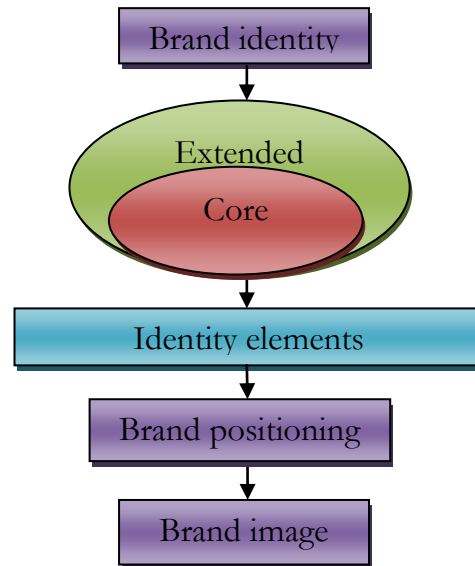 Brand identity
Extended
Core
Identity elements
Brand positioning
Brand image